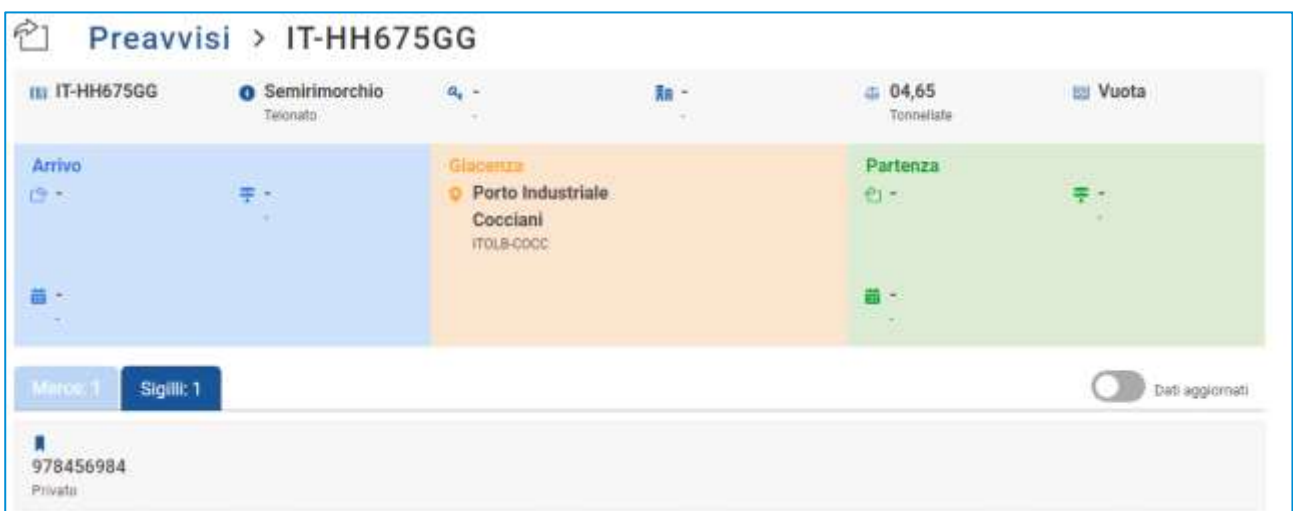 Preavvisi > IT-HH675GG
IT-HH675GG
Semirimorchio
Telonato
-
-
-
-
04,65
Tonnellate
Vuota
Arrivo
-
-
-
-
-
Giacenza
Porto Industriale
Cocciani
ITOLB-COCC
Partenza
-
-
-
-
-
Merce: 1
Sigilli: 1
Dati aggiornati
978456984
Privato